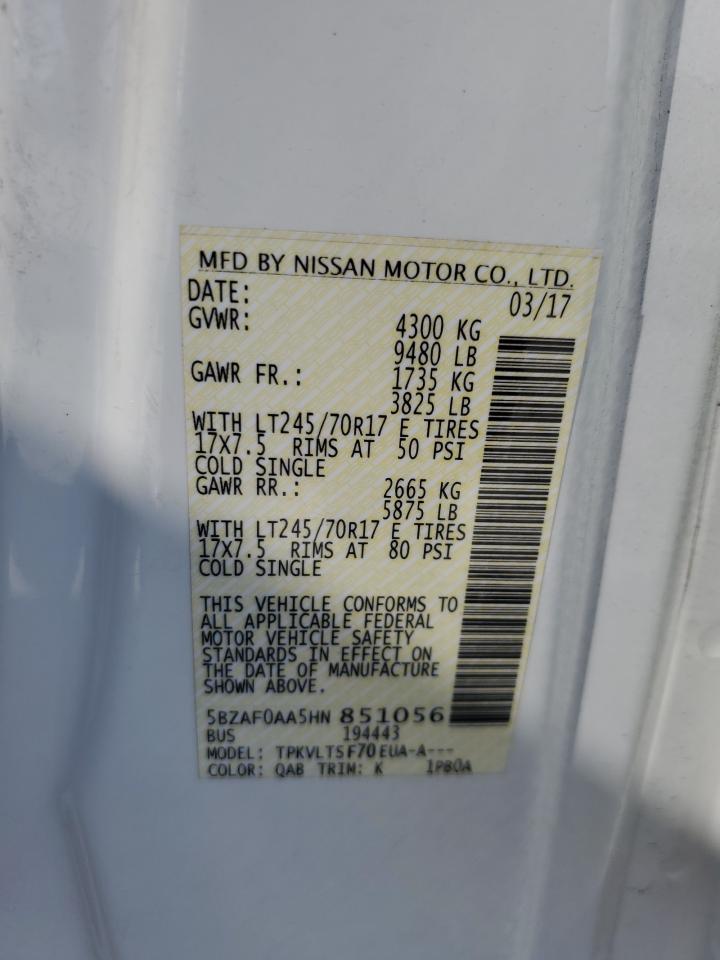 MFD BY NISSAN MOTOR CO., LTD.
DATE: 03/17
GVWR: 4300 KG
9480 LB
GAWR FR.: 1735 KG
3825 LB
WITH LT245/70R17 E TIRES
17X7.5 RIMS AT 50 PSI
COLD SINGLE
GAWR RR.: 2665 KG
5875 LB
WITH LT245/70R17 E TIRES
17X7.5 RIMS AT 80 PSI
COLD SINGLE
THIS VEHICLE CONFORMS TO
ALL APPLICABLE FEDERAL
MOTOR VEHICLE SAFETY
STANDARDS IN EFFECT ON
THE DATE OF MANUFACTURE
SHOWN ABOVE.
5BZAF0AA5HN 851056
BUS 194443
MODEL: TPKVLT5F70EUA-A---
COLOR: QAB TRIM: K 1PB0A